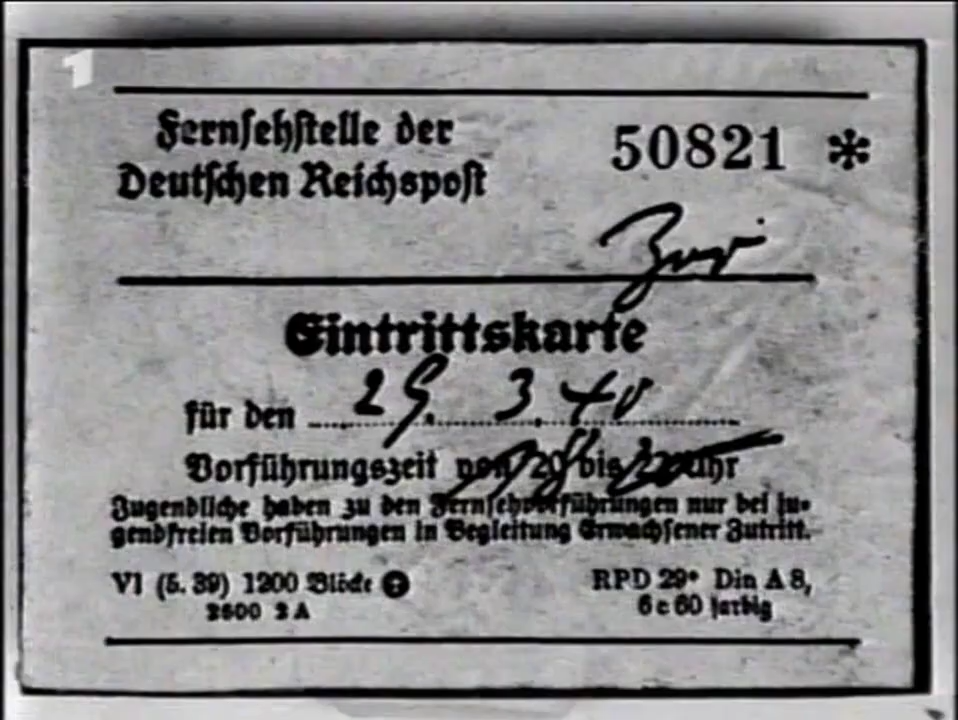 1
Fernsehstelle der
Deutschen Reichspost
50821 *
Eintrittskarte
für den 29. 3. 40
Vorführungszeit von 20 bis Uhr
Jugendliche haben zu den Fernsehvorführungen nur bei ju-
gendfreien Vorführungen in Begleitung Erwachsener Zutritt.
VI (5. 39) 1200 Blöcke
2600 2 A
RPD 29* Din A 8,
6 c 60 farbig